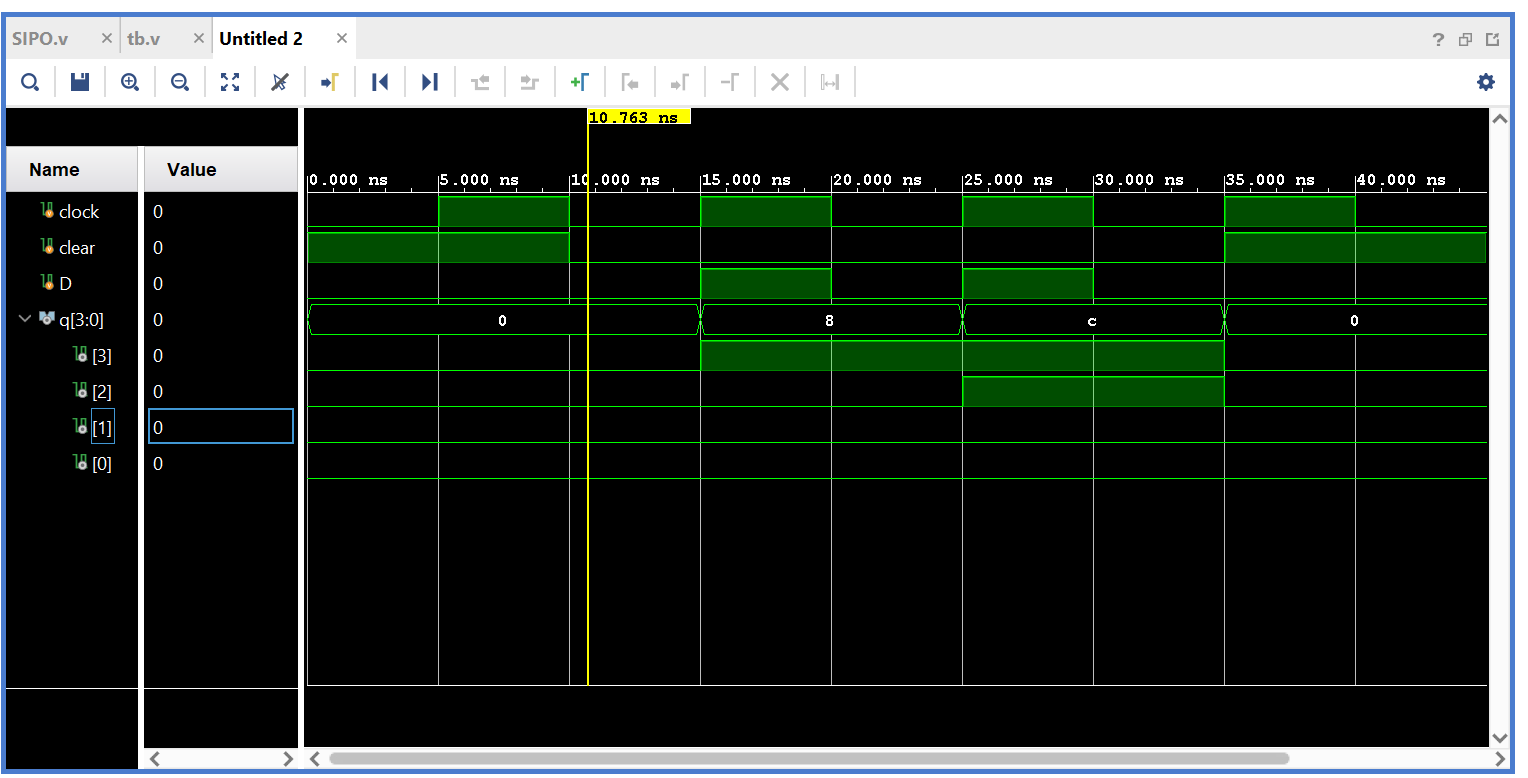 SIPO.v × tb.v × Untitled 2 ×
?
10.763 ns
Name Value
0.000 ns 5.000 ns 10.000 ns 15.000 ns 20.000 ns 25.000 ns 30.000 ns 35.000 ns 40.000 ns
clock 0
clear 0
D 0
q[3:0] 0 0 8 c 0
[3] 0
[2] 0
[1] 0
[0] 0